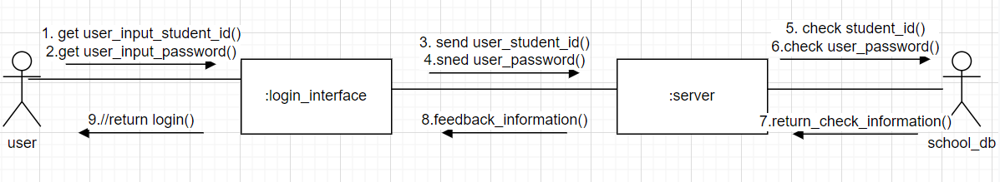 1. get user_input_student_id()
2.get user_input_password()
3. send user_student_id()
4.sned user_password()
5. check student_id()
6.check user_password()
:login_interface
:server
9.//return login()
8.feedback_information()
7.return_check_information()
user
school_db